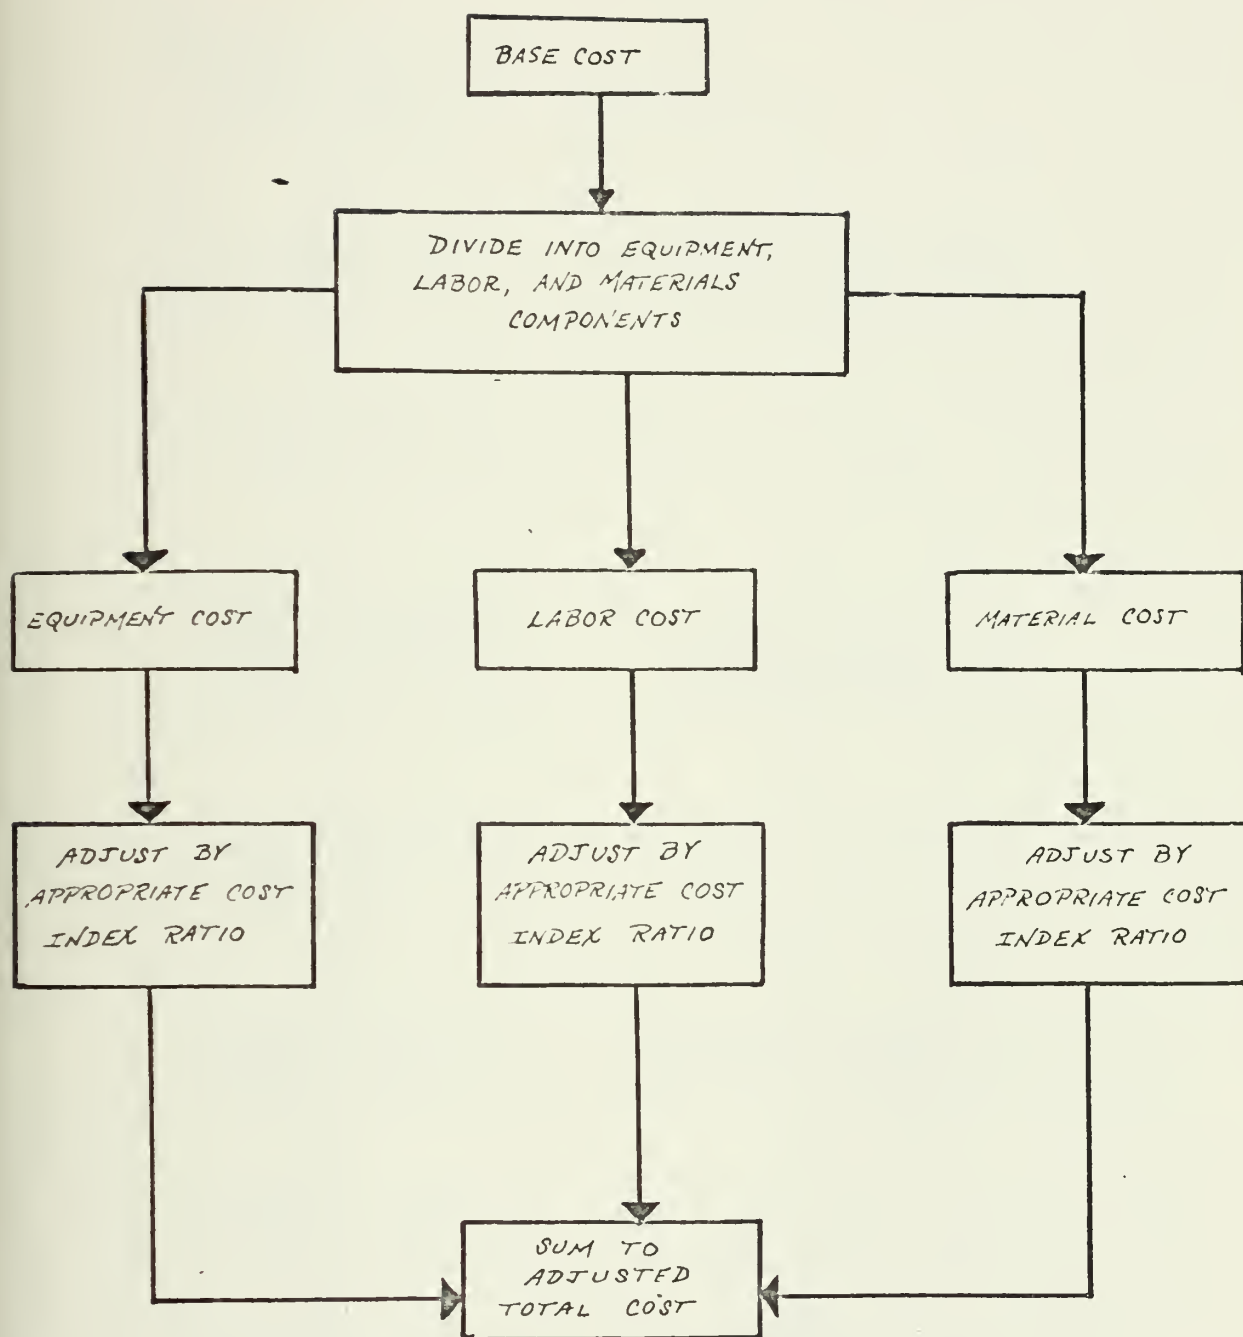 BASE COST
DIVIDE INTO EQUIPMENT,
LABOR, AND MATERIALS
COMPONENTS
EQUIPMENT COST
LABOR COST
MATERIAL COST
ADJUST BY
APPROPRIATE COST
INDEX RATIO
ADJUST BY
APPROPRIATE COST
INDEX RATIO
ADJUST BY
APPROPRIATE COST
INDEX RATIO
SUM TO
ADJUSTED
TOTAL COST